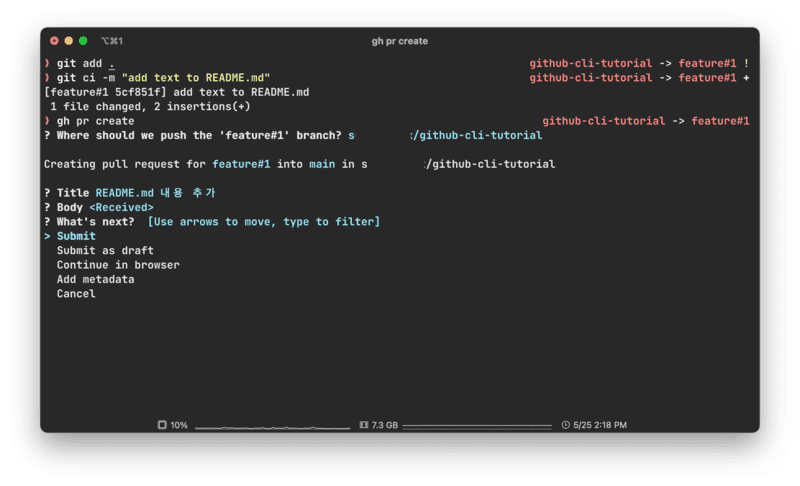 ⌥⌘1 gh pr create
❯ git add . github-cli-tutorial -> feature#1 !
❯ git ci -m "add text to README.md" github-cli-tutorial -> feature#1 +
[feature#1 5cf851f] add text to README.md
1 file changed, 2 insertions(+)
❯ gh pr create github-cli-tutorial -> feature#1
? Where should we push the 'feature#1' branch? s :/github-cli-tutorial
Creating pull request for feature#1 into main in s :/github-cli-tutorial
? Title README.md 내용 추가
? Body <Received>
? What's next? [Use arrows to move, type to filter]
> Submit
Submit as draft
Continue in browser
Add metadata
Cancel
10% 7.3 GB 5/25 2:18 PM